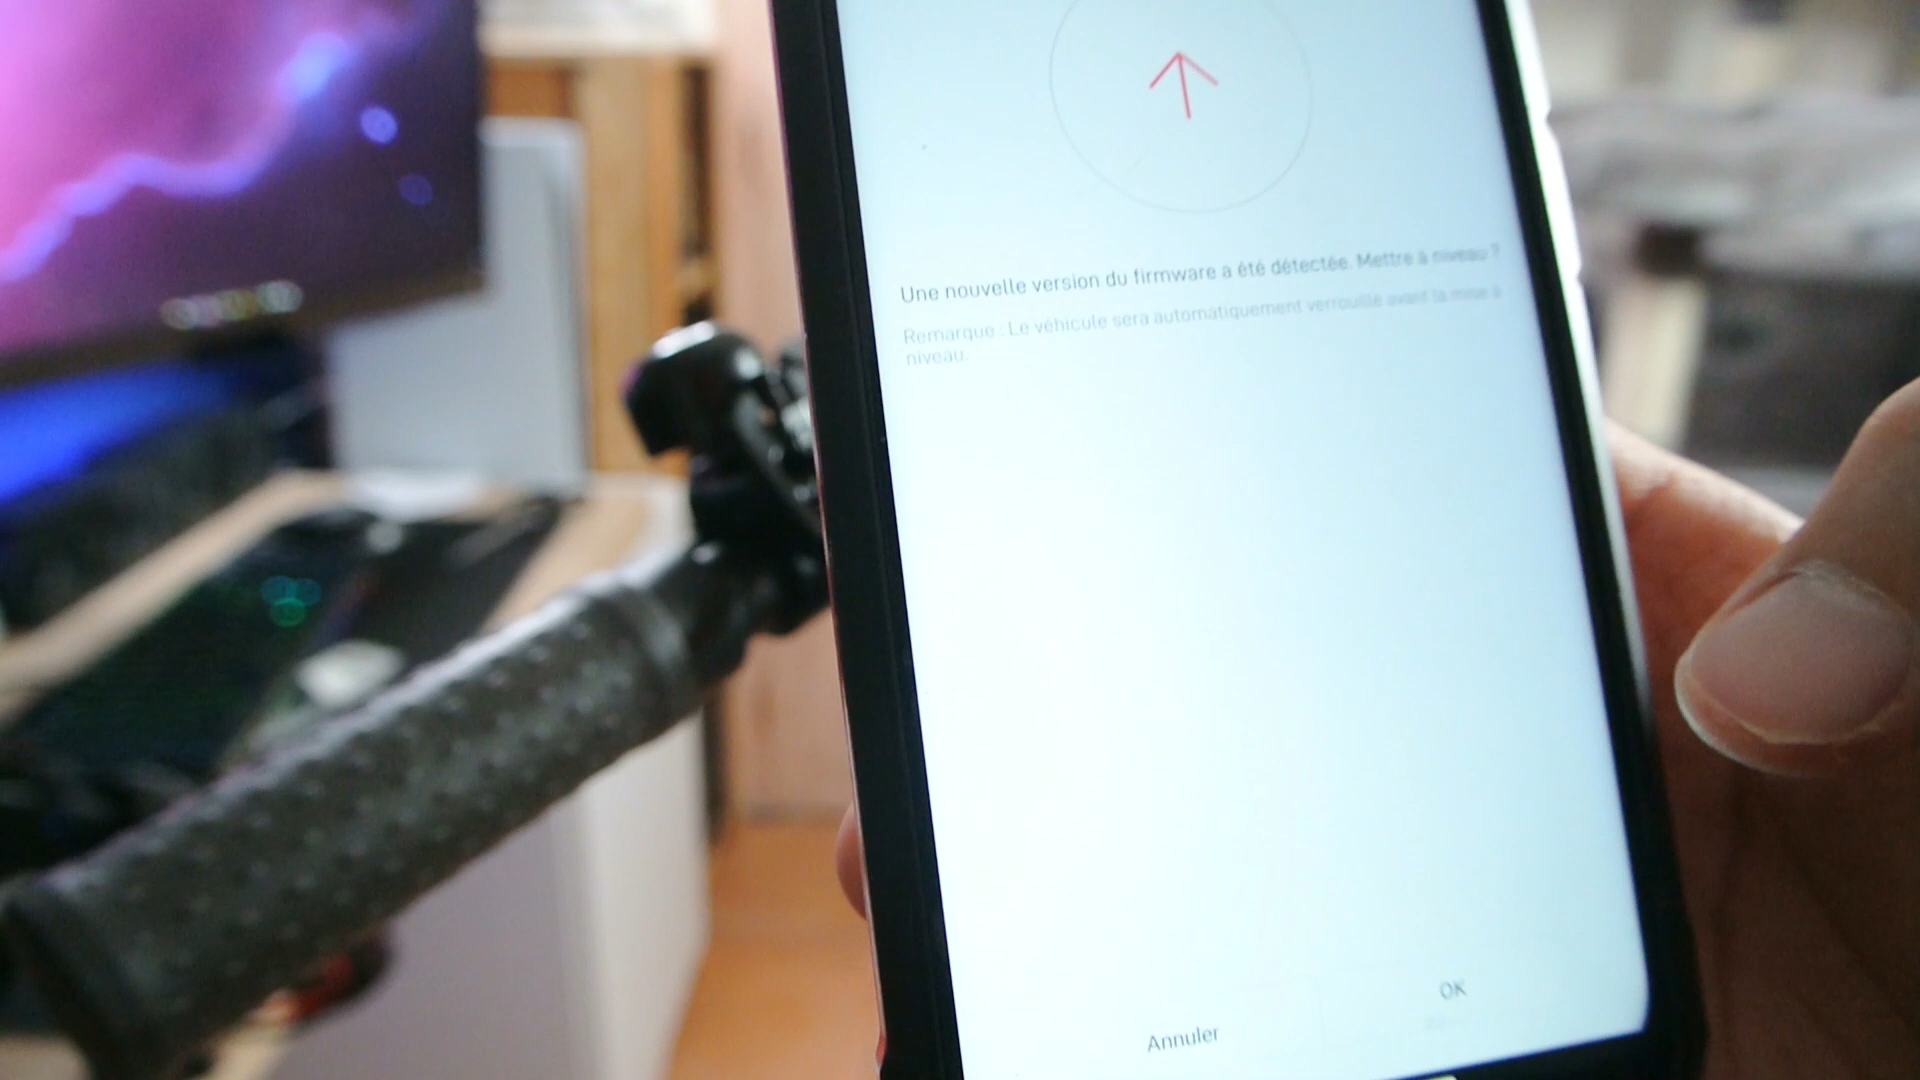 Une nouvelle version du firmware a été détectée. Mettre à niveau ?
Remarque : Le véhicule sera automatiquement verrouillé avant la mise à
niveau.
OK
Annuler